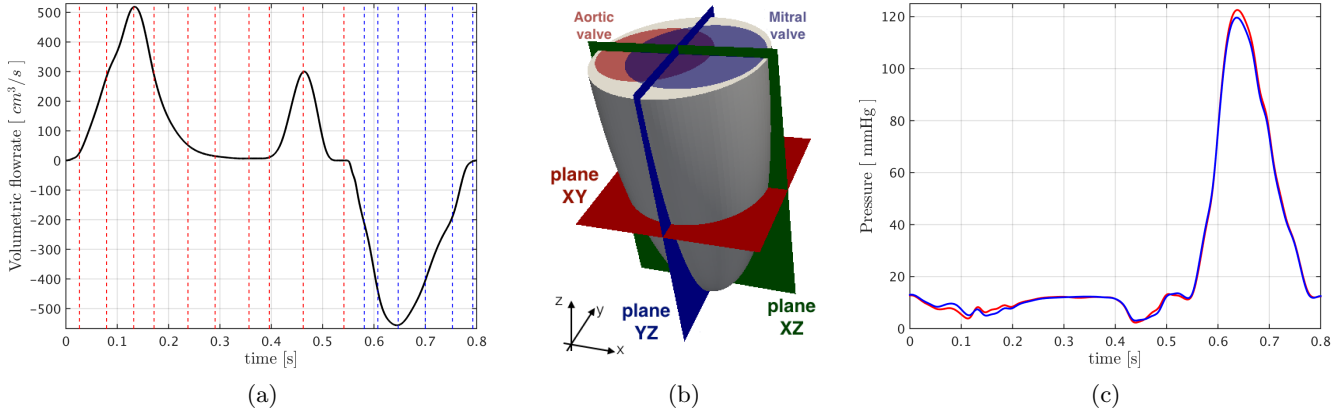 500
400
300
200
100
0
-100
-200
-300
-400
-500
Volumetric flowrate [ cm³/s ]
0 0.1 0.2 0.3 0.4 0.5 0.6 0.7 0.8
time [s]
(a)
Aortic
valve
Mitral
valve
plane
XY
plane
YZ
plane
XZ
z
y
x
(b)
120
100
80
60
40
20
0
Pressure [ mmHg ]
0 0.1 0.2 0.3 0.4 0.5 0.6 0.7 0.8
time [s]
(c)